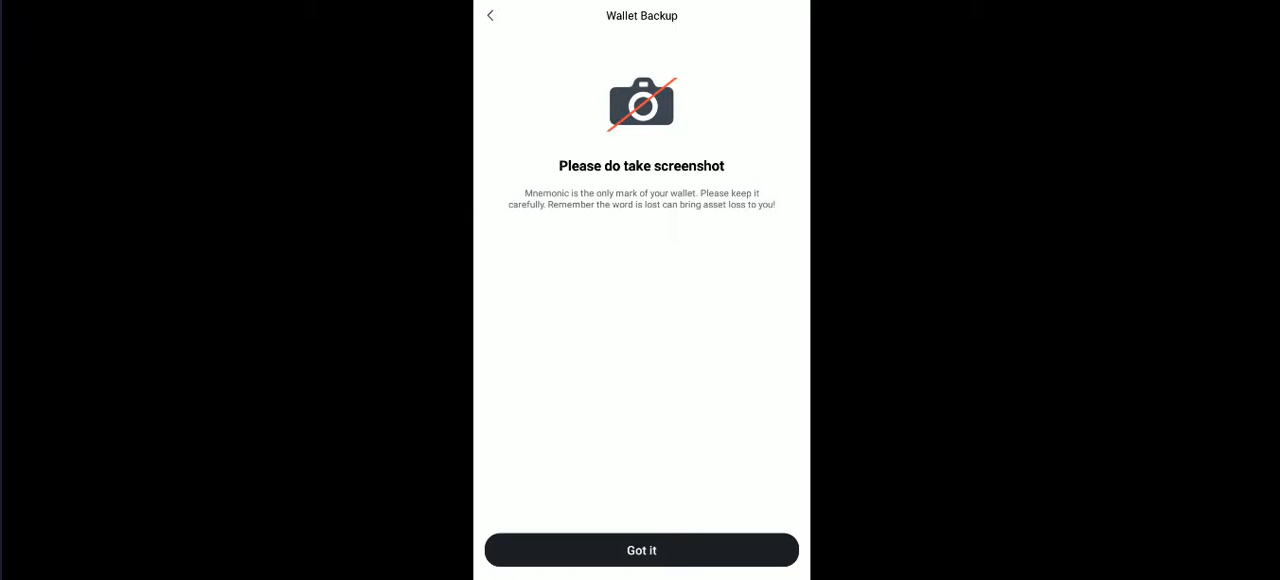 Wallet Backup
Please do take screenshot
Mnemonic is the only mark of your wallet. Please keep it
carefully. Remember the word is lost can bring asset loss to you!
Got it